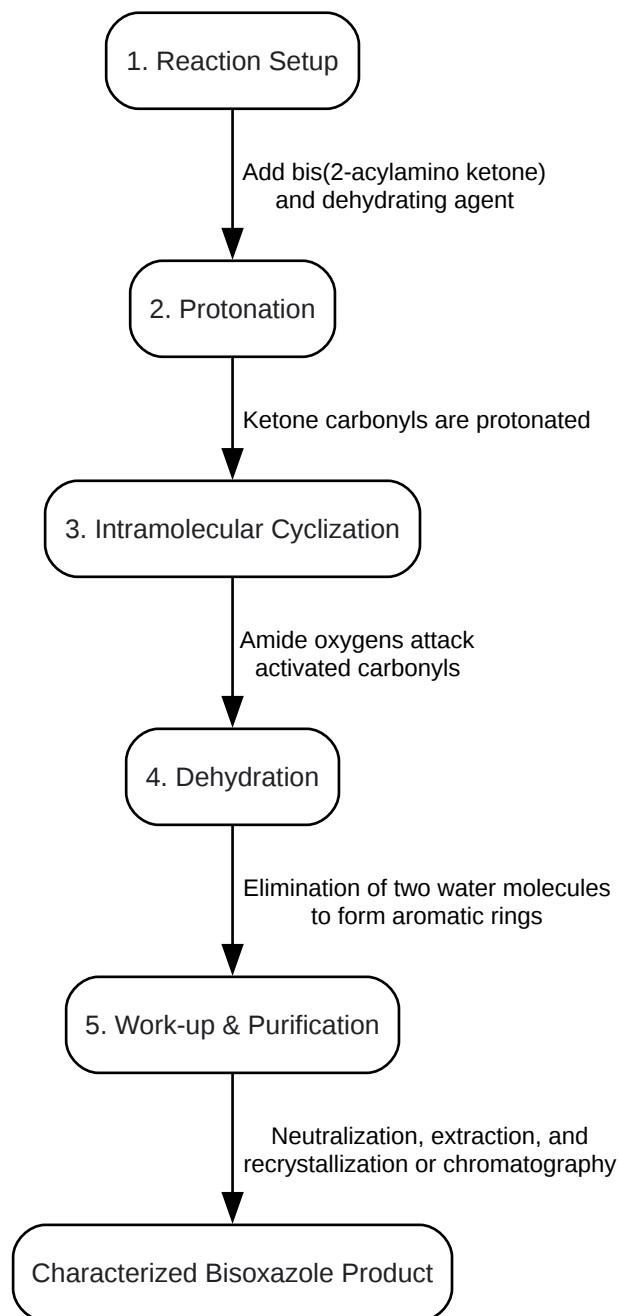 1. Reaction Setup
Add bis(2-acylamino ketone)
and dehydrating agent
2. Protonation
Ketone carbonyls are protonated
3. Intramolecular Cyclization
Amide oxygens attack
activated carbonyls
4. Dehydration
Elimination of two water molecules
to form aromatic rings
5. Work-up & Purification
Neutralization, extraction, and
recrystallization or chromatography
Characterized Bisoxazole Product